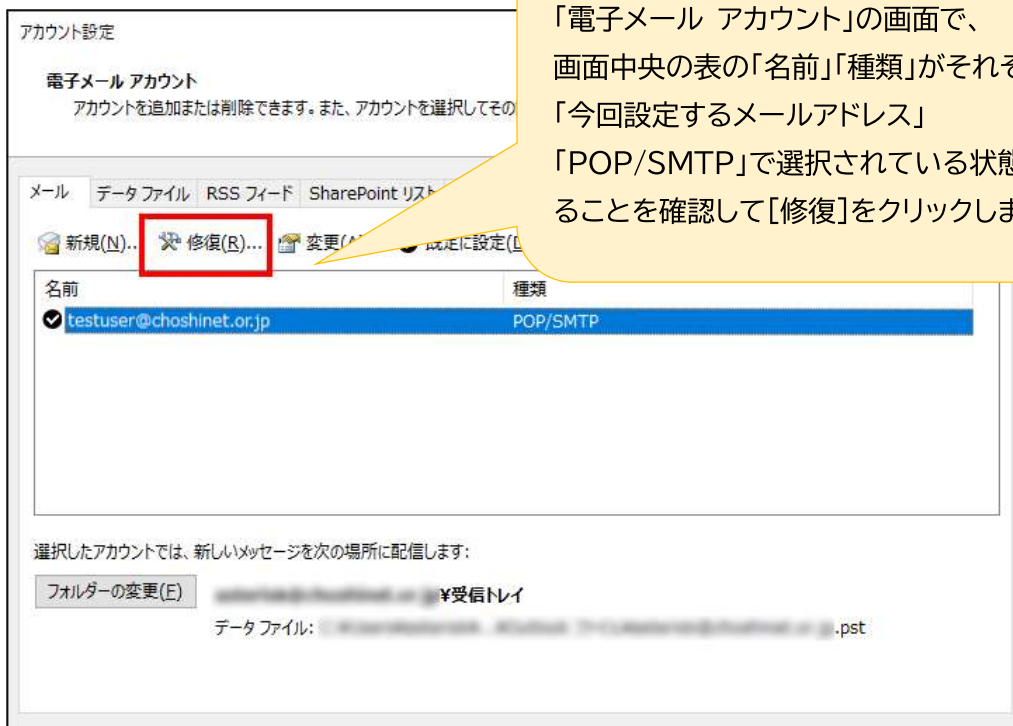 アカウント設定
電子メール アカウント
アカウントを追加または削除できます。また、アカウントを選択してその
「電子メール アカウント」の画面で、
画面中央の表の「名前」「種類」がそれぞ
「今回設定するメールアドレス」
「POP/SMTP」で選択されている状態
ることを確認して[修復]をクリックしま
メール データ ファイル RSS フィード SharePoint リスト
新規(N)... 修復(R)... 変更( 既定に設定(D
名前 種類
testuser@choshinet.or.jp POP/SMTP
選択したアカウントでは、新しいメッセージを次の場所に配信します:
フォルダーの変更(F) ¥受信トレイ
データ ファイル: .pst